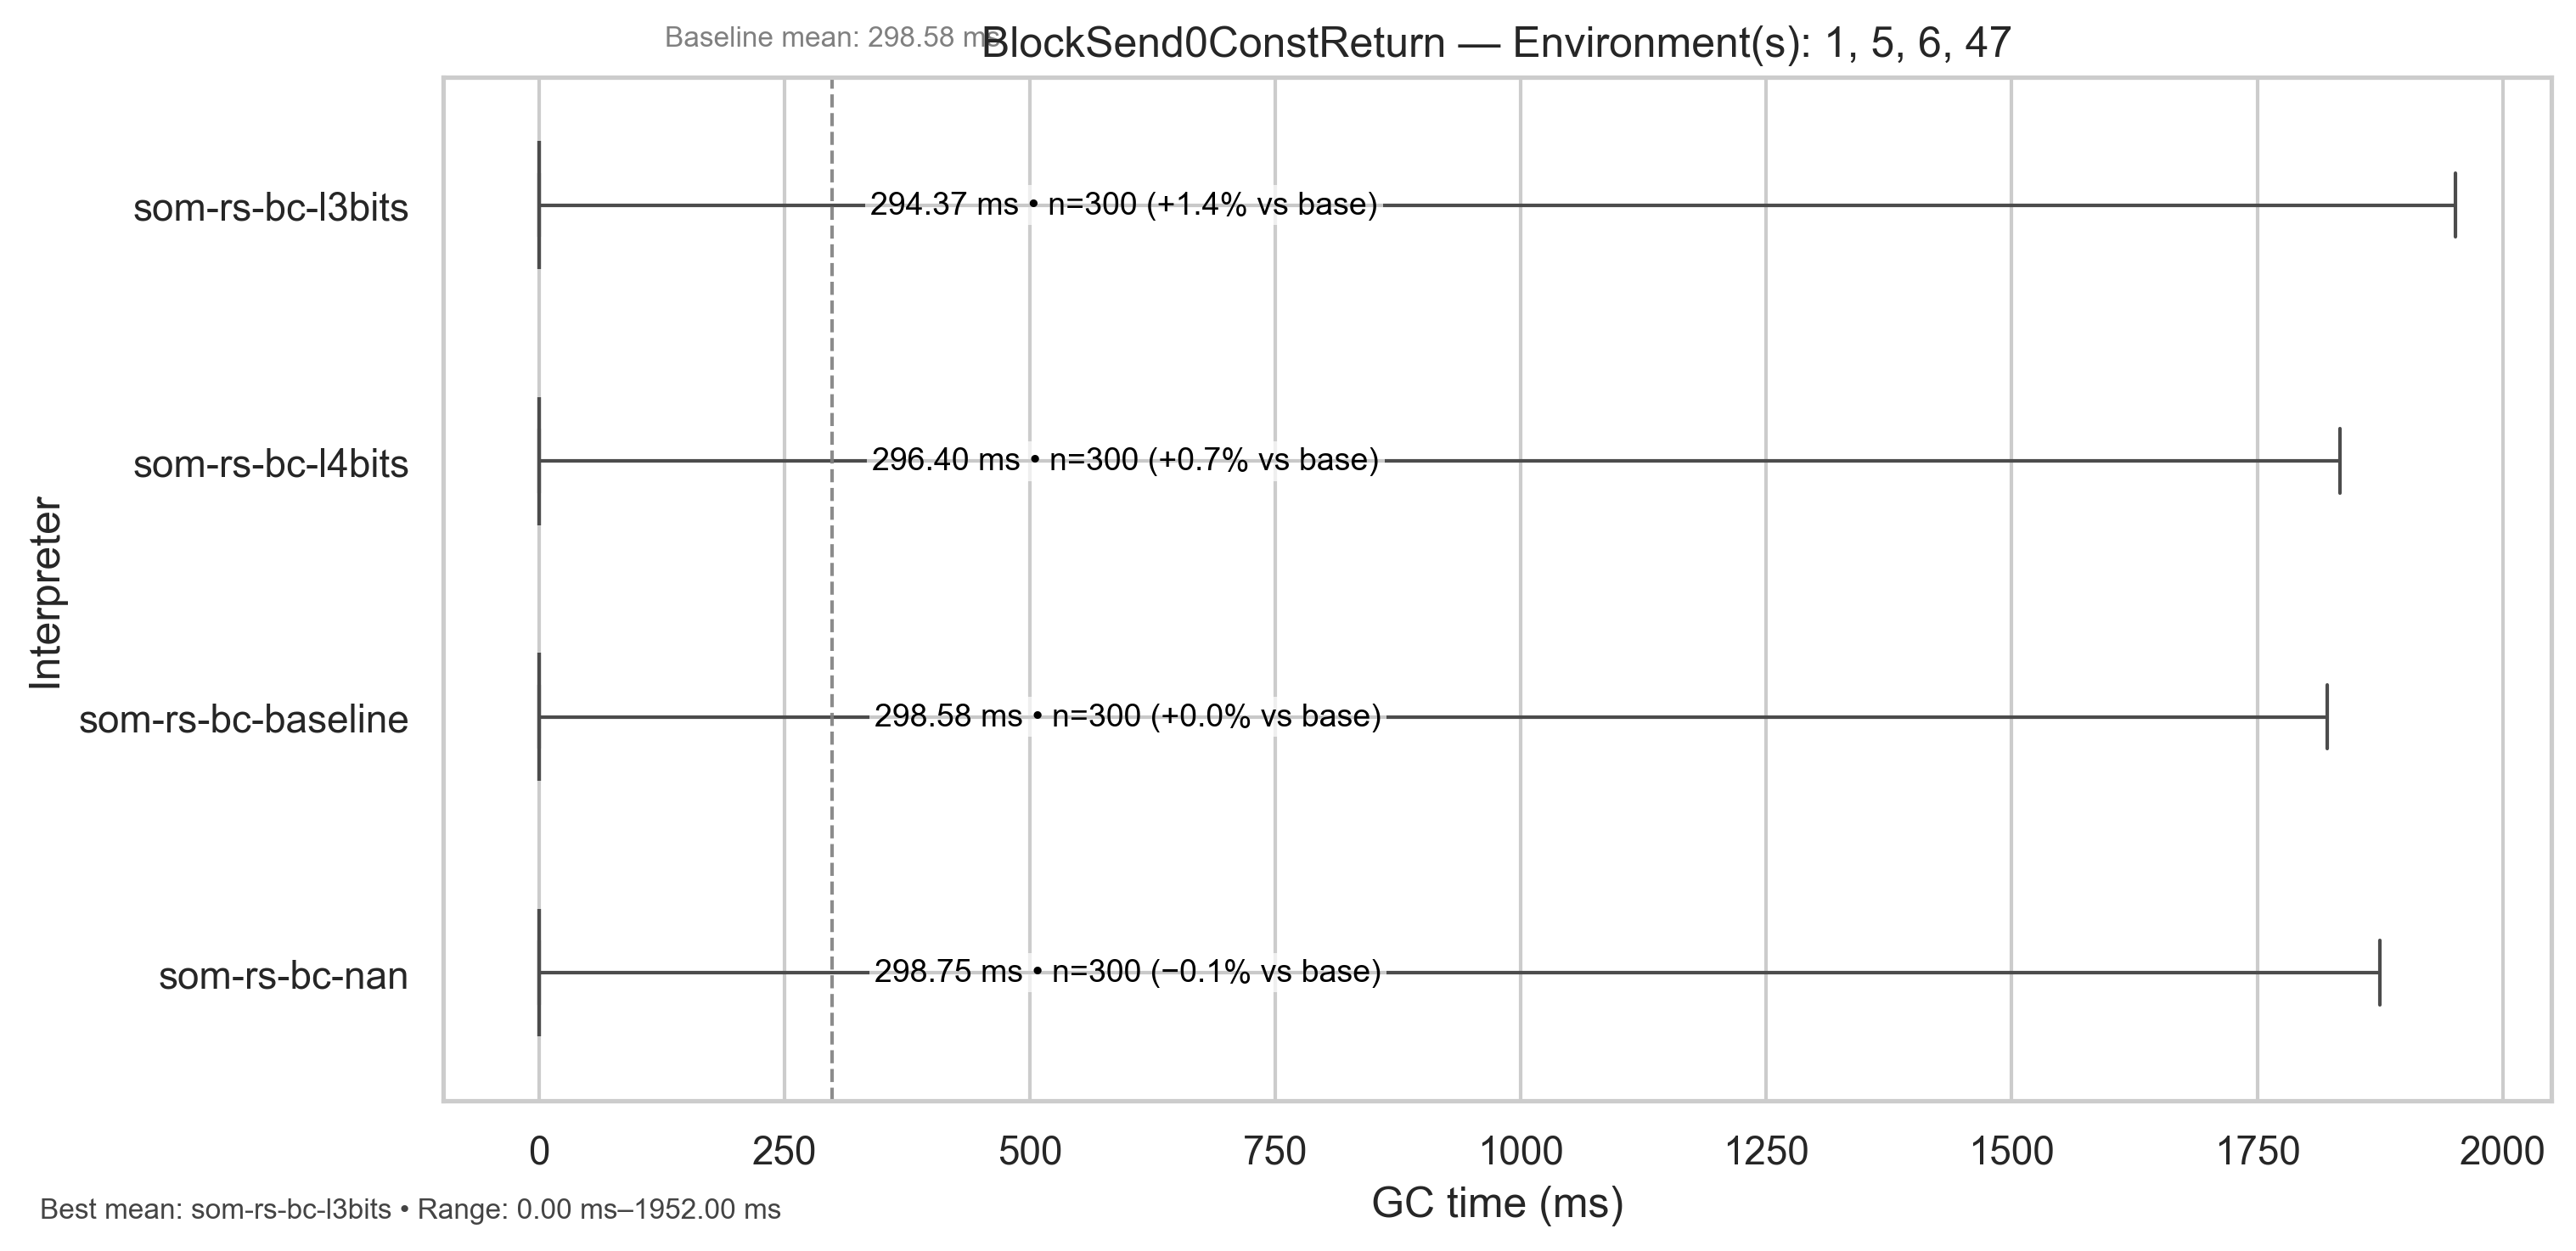 Baseline mean: 298.58 ms
BlockSend0ConstReturn — Environment(s): 1, 5, 6, 47
Interpreter
som-rs-bc-l3bits
294.37 ms • n=300 (+1.4% vs base)
som-rs-bc-l4bits
296.40 ms • n=300 (+0.7% vs base)
som-rs-bc-baseline
298.58 ms • n=300 (+0.0% vs base)
som-rs-bc-nan
298.75 ms • n=300 (−0.1% vs base)
0 250 500 750 1000 1250 1500 1750 2000
GC time (ms)
Best mean: som-rs-bc-l3bits • Range: 0.00 ms–1952.00 ms